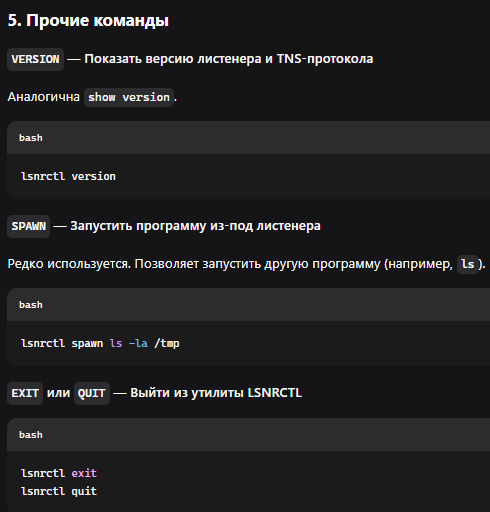 5. Прочие команды
VERSION — Показать версию листенера и TNS-протокола
Аналогична show version.
bash
lsnrctl version
SPAWN — Запустить программу из-под листенера
Редко используется. Позволяет запустить другую программу (например, ls).
bash
lsnrctl spawn ls -la /tmp
EXIT или QUIT — Выйти из утилиты LSNRCTL
bash
lsnrctl exit
lsnrctl quit